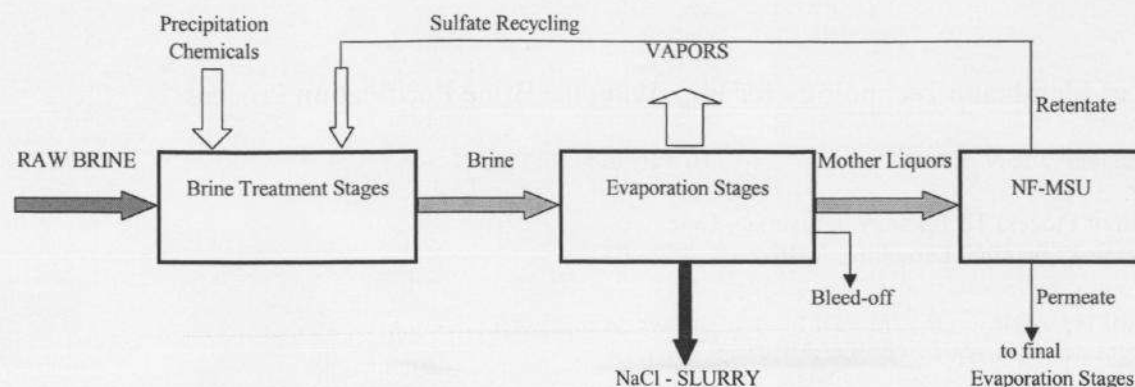 Precipitation
Chemicals
Sulfate Recycling
VAPORS
Retentate
RAW BRINE
Brine Treatment Stages
Brine
Evaporation Stages
Mother Liquors
NF-MSU
Bleed-off
Permeate
NaCl - SLURRY
to final
Evaporation Stages